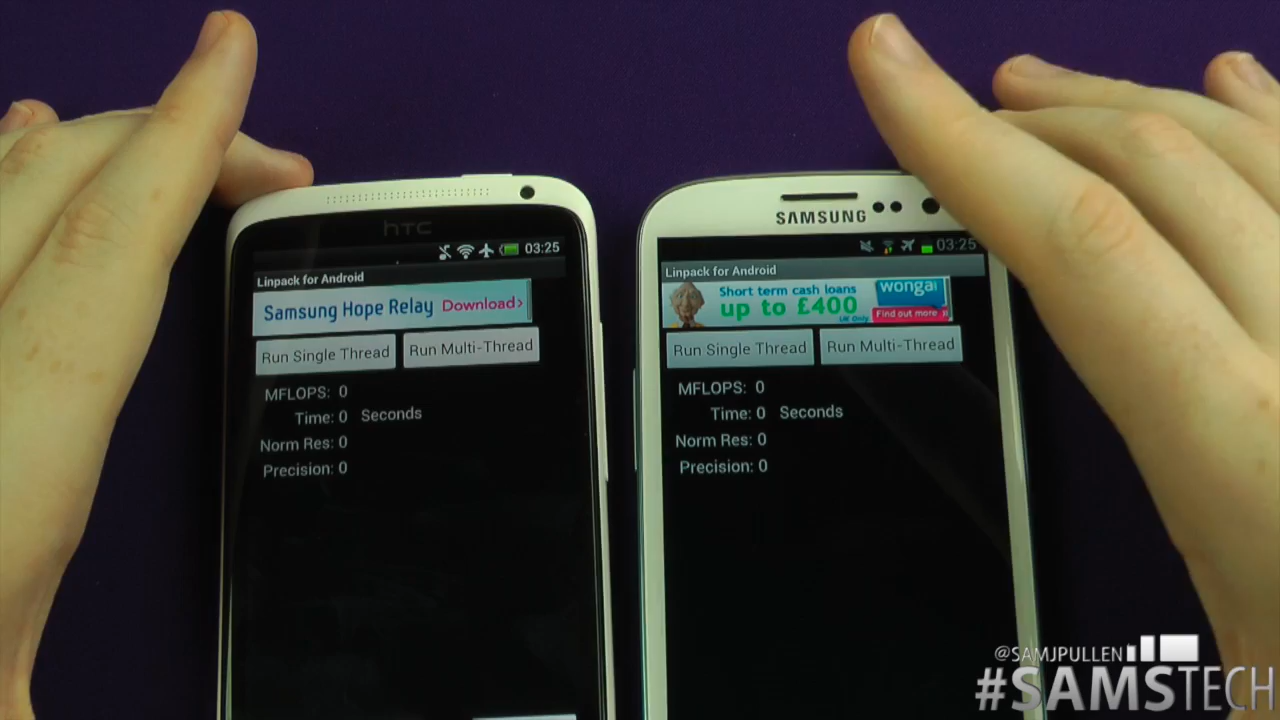 hTC
03:25
Linpack for Android
Samsung Hope Relay Download>
Run Single Thread
Run Multi-Thread
MFLOPS: 0
Time: 0 Seconds
Norm Res: 0
Precision: 0
SAMSUNG
03:25
Linpack for Android
Short term cash loans
up to £400
UK Only
wonga
Find out more
Run Single Thread
Run Multi-Thread
MFLOPS: 0
Time: 0 Seconds
Norm Res: 0
Precision: 0
@SAMJPULLEN
#SAMSTECH